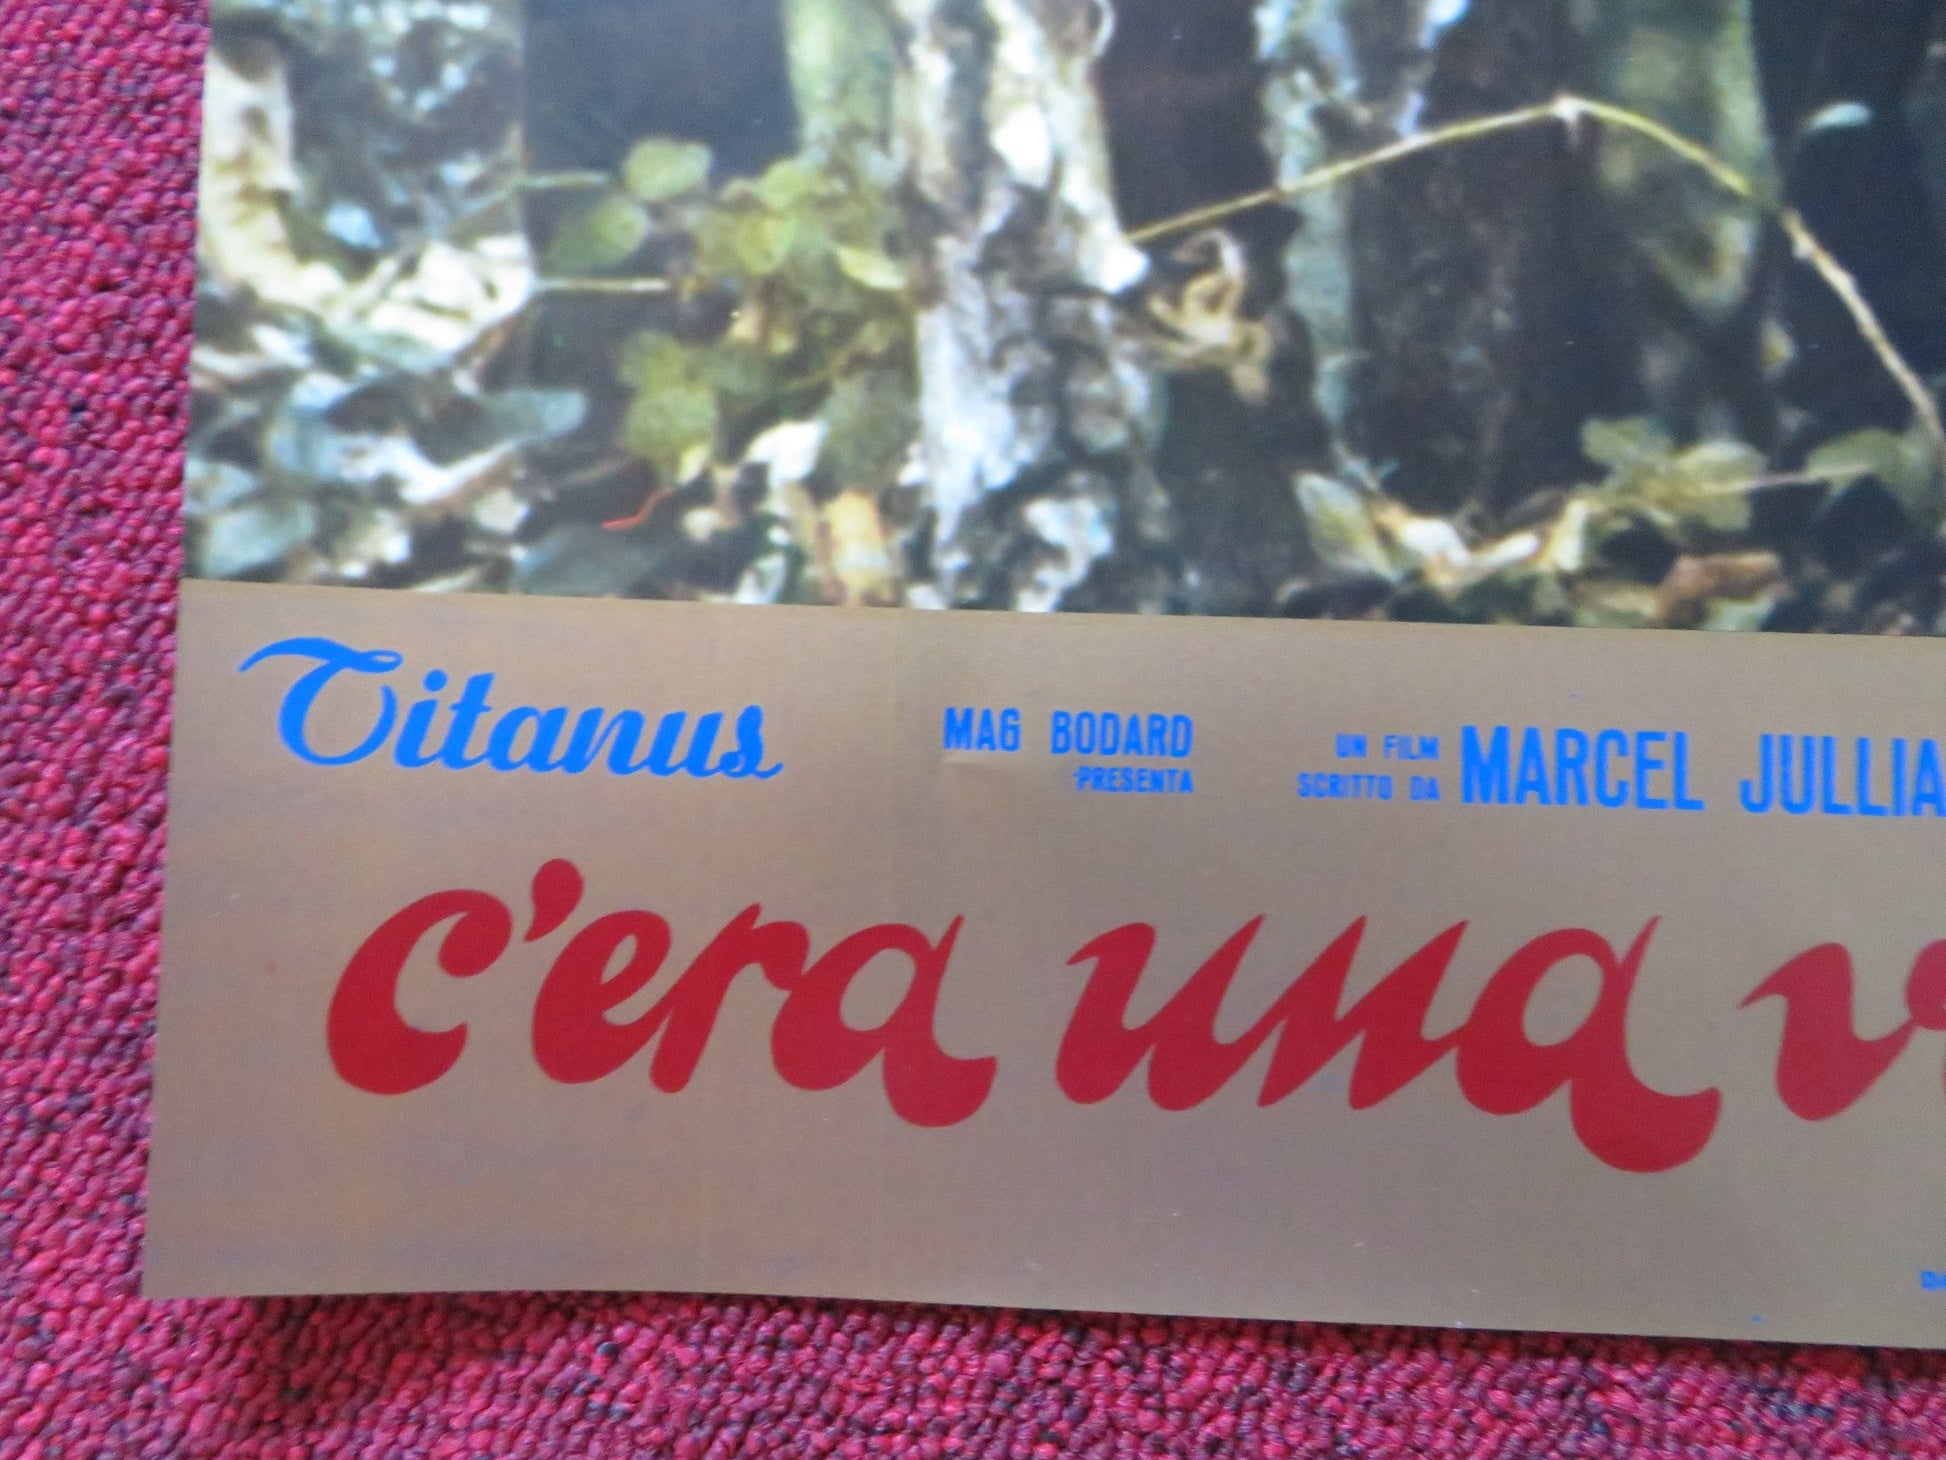 Titanus
MAG BODARD
PRESENTA
UN FILM
SCRITTO DA
MARCEL JULLIA
c'era una v